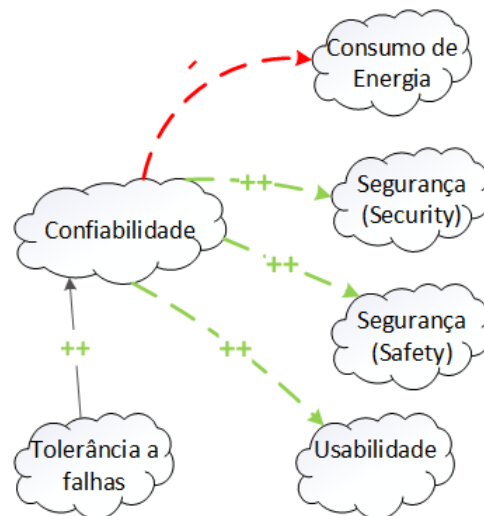 Consumo de
Energia
-
++
Segurança
(Security)
Confiabilidade
++
Segurança
(Safety)
++
++
Tolerância a
falhas
Usabilidade